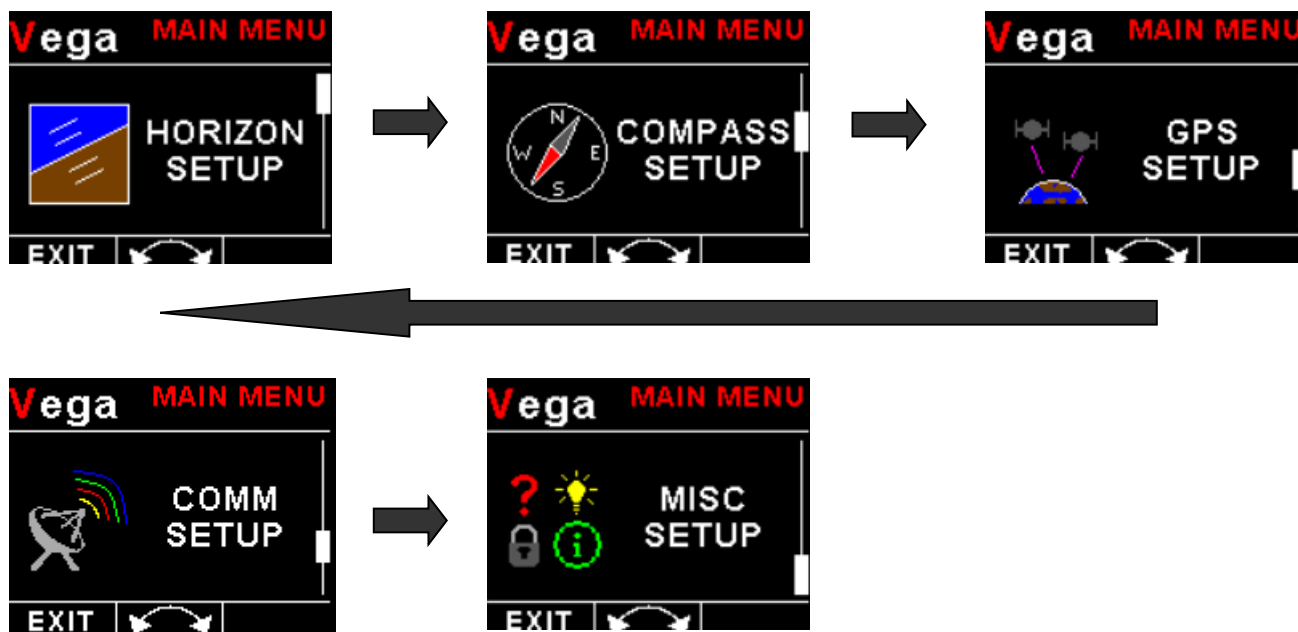 Vega MAIN MENU
HORIZON
SETUP
EXIT
Vega MAIN MENU
N
W E
S
COMPASS
SETUP
EXIT
Vega MAIN MENU
GPS
SETUP
EXIT
Vega MAIN MENU
COMM
SETUP
EXIT
Vega MAIN MENU
?
i
MISC
SETUP
EXIT